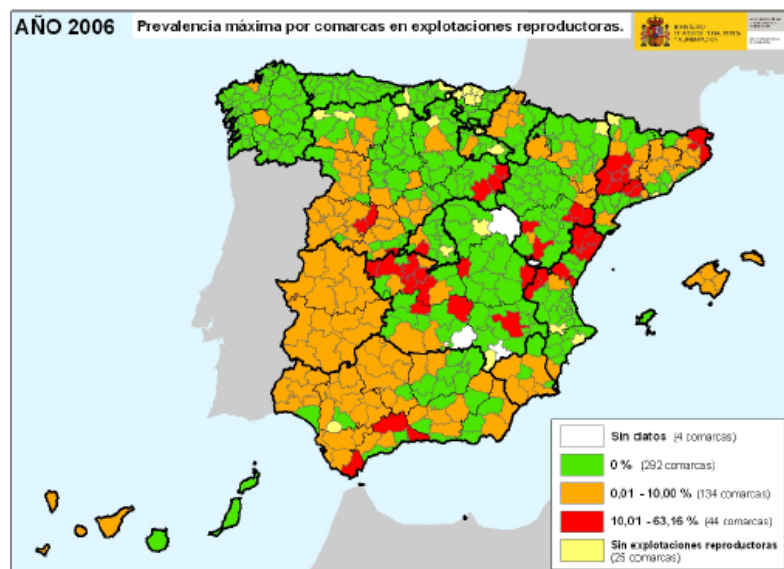 AÑO 2006
Prevalencia máxima por comarcas en explotaciones reproductoras.
MINISTERIO
Sin datos (4 comarcas)
0 % (292 comarcas)
0,01 - 10,00 % (134 comarcas)
10,01 - 63,16 % (44 comarcas)
Sin explotaciones reproductoras
(25 comarcas)